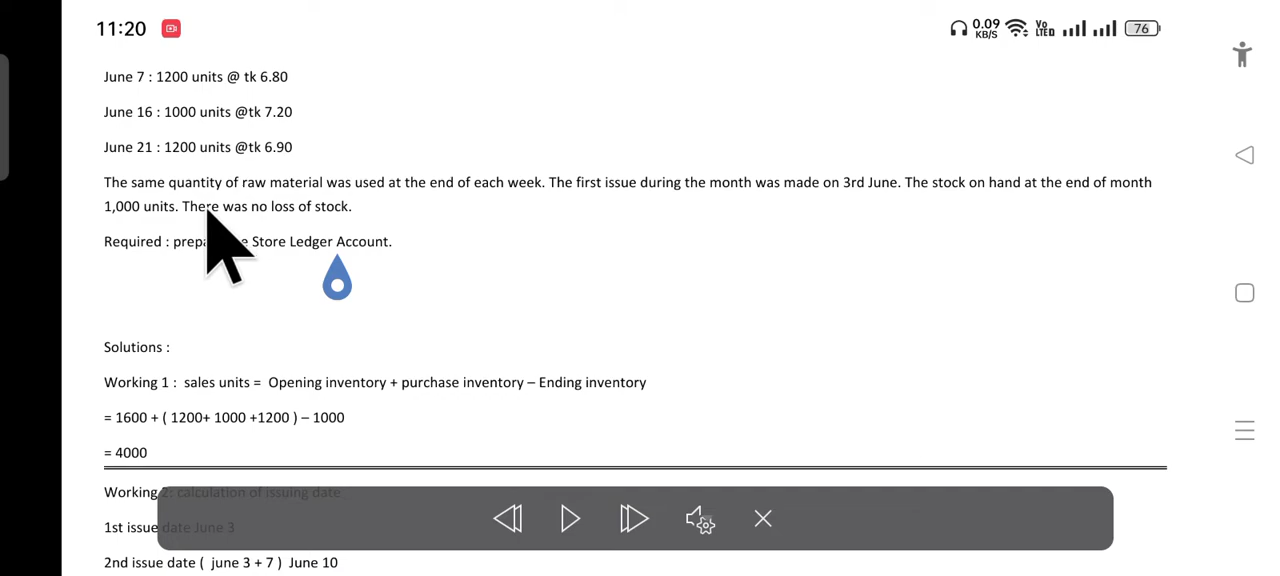 11:20
0.09
KB/S
Vo
LTE
76
June 7 : 1200 units @ tk 6.80
June 16 : 1000 units @tk 7.20
June 21 : 1200 units @tk 6.90
The same quantity of raw material was used at the end of each week. The first issue during the month was made on 3rd June. The stock on hand at the end of month
1,000 units. There was no loss of stock.
Required : Store Ledger Account.
Solutions :
Working 1 : sales units = Opening inventory + purchase inventory – Ending inventory
= 1600 + ( 1200+ 1000 +1200 ) – 1000
= 4000
Working 2: calculation of issuing date
1st issue date June 3
2nd issue date ( june 3 + 7 ) June 10